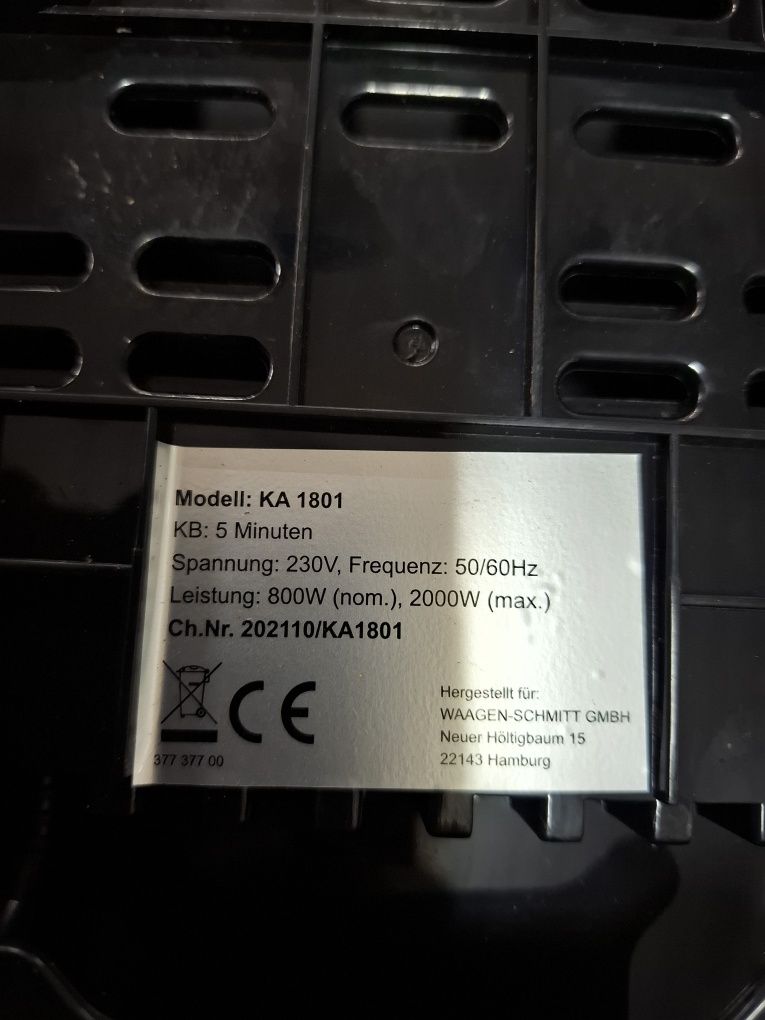 Modell: KA 1801
KB: 5 Minuten
Spannung: 230V, Frequenz: 50/60Hz
Leistung: 800W (nom.), 2000W (max.)
Ch.Nr. 202110/KA1801
CE
377 377 00
Hergestellt für:
WAAGEN-SCHMITT GMBH
Neuer Höltigbaum 15
22143 Hamburg